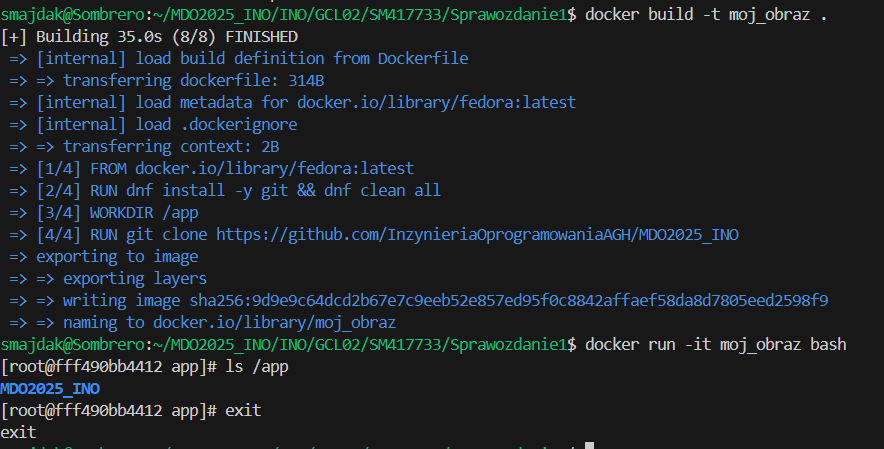 smajdak@Sombrero:~/MDO2025_INO/INO/GCL02/SM417733/Sprawozdanie1$ docker build -t moj_obraz .
[+] Building 35.0s (8/8) FINISHED
=> [internal] load build definition from Dockerfile
=> => transferring dockerfile: 314B
=> [internal] load metadata for docker.io/library/fedora:latest
=> [internal] load .dockerignore
=> => transferring context: 2B
=> [1/4] FROM docker.io/library/fedora:latest
=> [2/4] RUN dnf install -y git && dnf clean all
=> [3/4] WORKDIR /app
=> [4/4] RUN git clone https://github.com/InzynieriaOprogramowaniaAGH/MDO2025_INO
=> exporting to image
=> => exporting layers
=> => writing image sha256:9d9e9c64dcd2b67e7c9eeb52e857ed95f0c8842affaef58da8d7805eed2598f9
=> => naming to docker.io/library/moj_obraz
smajdak@Sombrero:~/MDO2025_INO/INO/GCL02/SM417733/Sprawozdanie1$ docker run -it moj_obraz bash
[root@fff490bb4412 app]# ls /app
MDO2025_INO
[root@fff490bb4412 app]# exit
exit